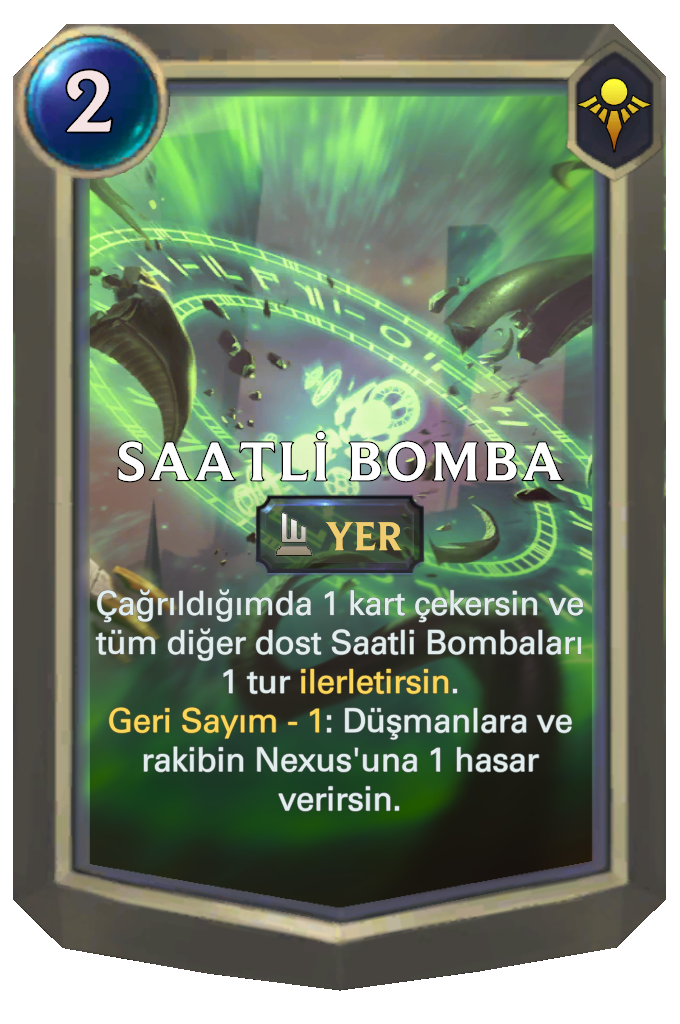 2
SAATLİ BOMBA
YER
Çağrıldığımda 1 kart çekersin ve
tüm diğer dost Saatli Bombaları
1 tur ilerletirsin.
Geri Sayım - 1: Düşmanlara ve
rakibin Nexus'una 1 hasar
verirsin.